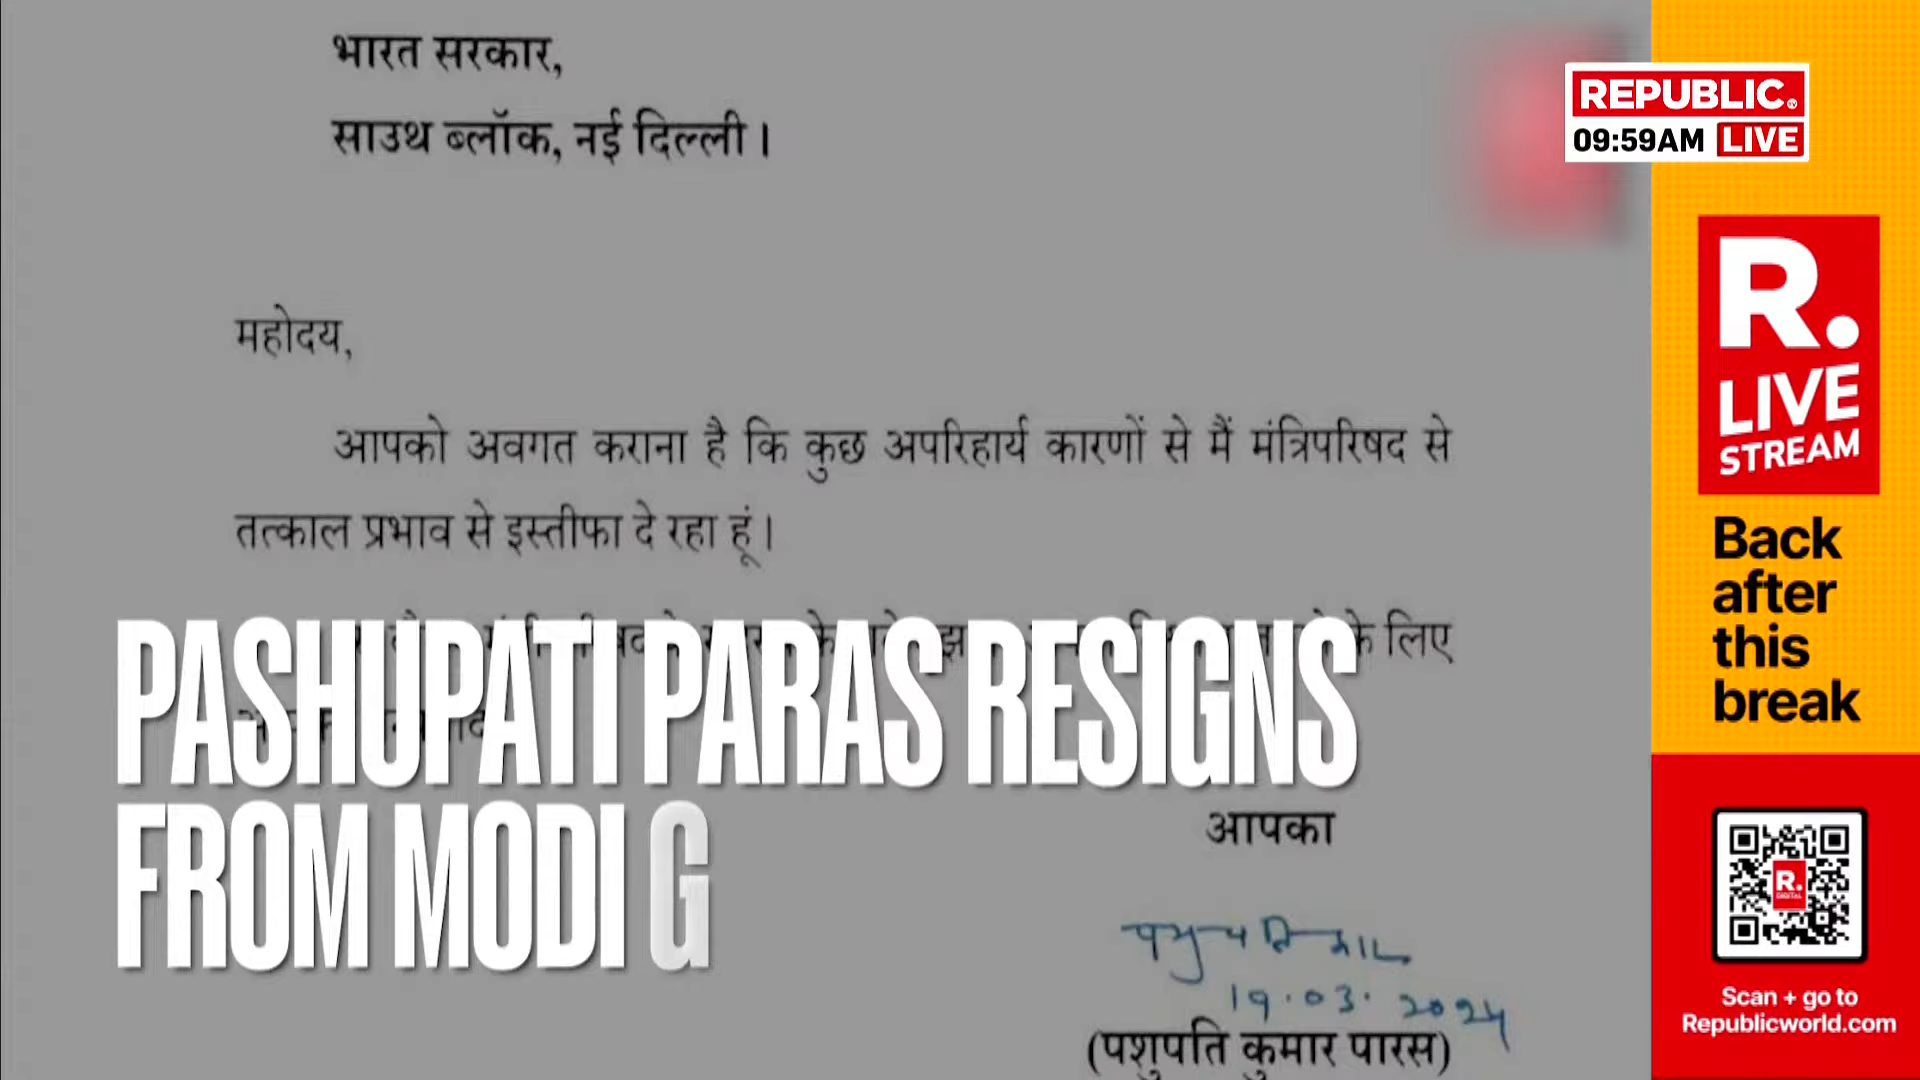 भारत सरकार,
साउथ ब्लॉक, नई दिल्ली।
महोदय,
आपको अवगत कराना है कि कुछ अपरिहार्य कारणों से मैं मंत्रिपरिषद से
तत्काल प्रभाव से इस्तीफा दे रहा हूं।
के लिए
PASHUPATI PARAS RESIGNS
FROM MODI G
आपका
19.03.2024
(पशुपति कुमार पारस)
REPUBLIC.
09:59AM LIVE
R.
LIVE
STREAM
Back
after
this
break
R.
DIGITAL
Scan + go to
Republicworld.com